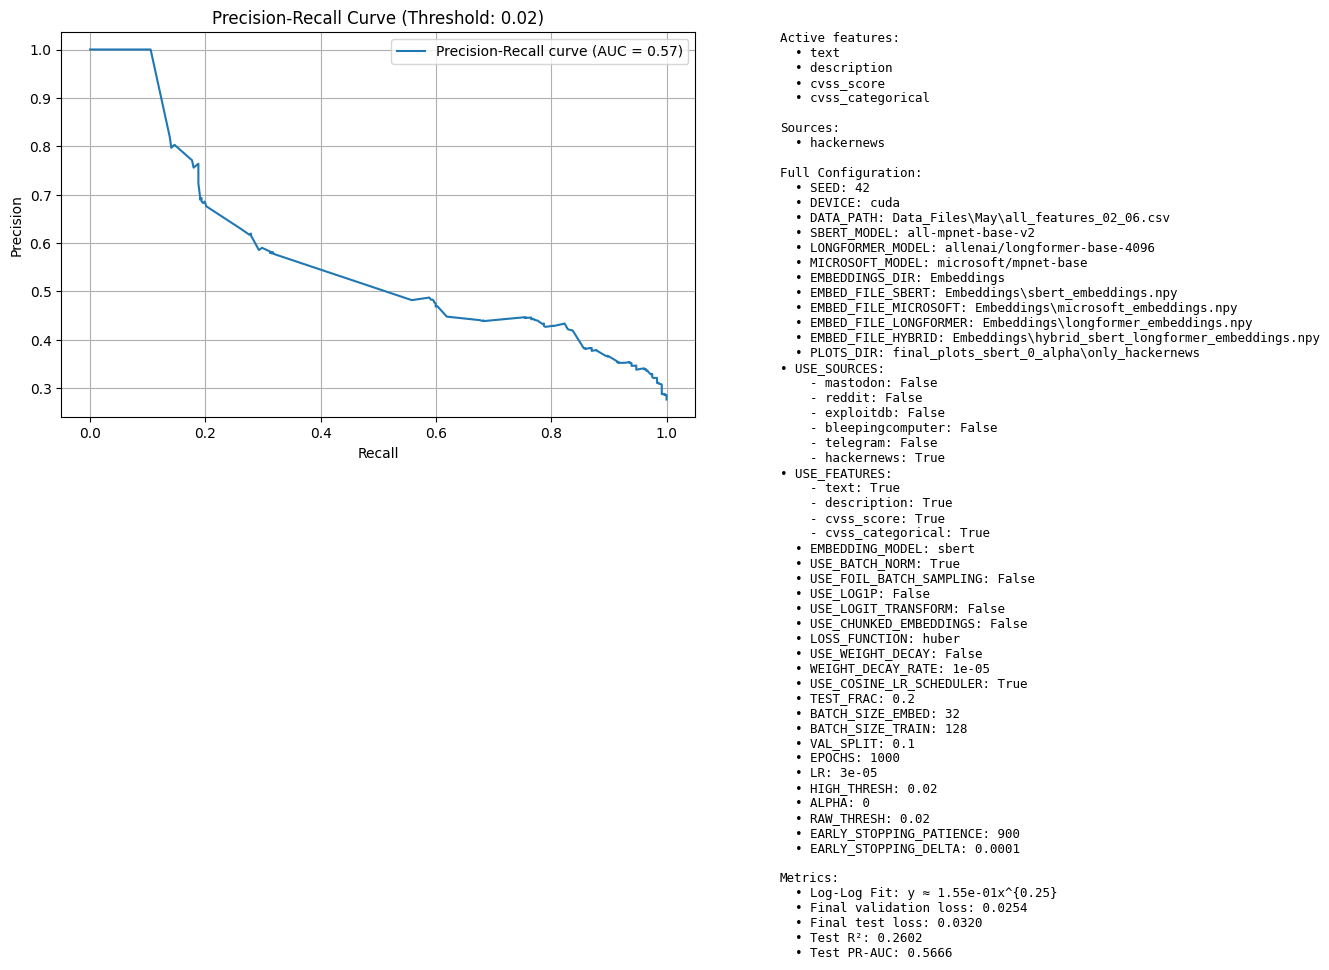 Precision-Recall Curve (Threshold: 0.02)
Precision-Recall curve (AUC = 0.57)
1.0
0.9
0.8
0.7
0.6
0.5
0.4
0.3
Precision
0.0 0.2 0.4 0.6 0.8 1.0
Recall
Active features:
• text
• description
• cvss_score
• cvss_categorical
Sources:
• hackernews
Full Configuration:
• SEED: 42
• DEVICE: cuda
• DATA_PATH: Data_Files\May\all_features_02_06.csv
• SBERT_MODEL: all-mpnet-base-v2
• LONGFORMER_MODEL: allenai/longformer-base-4096
• MICROSOFT_MODEL: microsoft/mpnet-base
• EMBEDDINGS_DIR: Embeddings
• EMBED_FILE_SBERT: Embeddings\sbert_embeddings.npy
• EMBED_FILE_MICROSOFT: Embeddings\microsoft_embeddings.npy
• EMBED_FILE_LONGFORMER: Embeddings\longformer_embeddings.npy
• EMBED_FILE_HYBRID: Embeddings\hybrid_sbert_longformer_embeddings.npy
• PLOTS_DIR: final_plots_sbert_0_alpha\only_hackernews
• USE_SOURCES:
- mastodon: False
- reddit: False
- exploitdb: False
- bleepingcomputer: False
- telegram: False
- hackernews: True
• USE_FEATURES:
- text: True
- description: True
- cvss_score: True
- cvss_categorical: True
• EMBEDDING_MODEL: sbert
• USE_BATCH_NORM: True
• USE_FOIL_BATCH_SAMPLING: False
• USE_LOG1P: False
• USE_LOGIT_TRANSFORM: False
• USE_CHUNKED_EMBEDDINGS: False
• LOSS_FUNCTION: huber
• USE_WEIGHT_DECAY: False
• WEIGHT_DECAY_RATE: 1e-05
• USE_COSINE_LR_SCHEDULER: True
• TEST_FRAC: 0.2
• BATCH_SIZE_EMBED: 32
• BATCH_SIZE_TRAIN: 128
• VAL_SPLIT: 0.1
• EPOCHS: 1000
• LR: 3e-05
• HIGH_THRESH: 0.02
• ALPHA: 0
• RAW_THRESH: 0.02
• EARLY_STOPPING_PATIENCE: 900
• EARLY_STOPPING_DELTA: 0.0001
Metrics:
• Log-Log Fit: y ≈ 1.55e-01x^{0.25}
• Final validation loss: 0.0254
• Final test loss: 0.0320
• Test R²: 0.2602
• Test PR-AUC: 0.5666